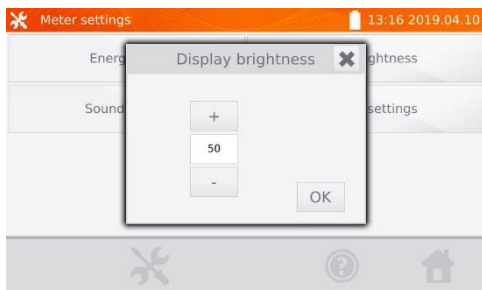 Meter settings 13:16 2019.04.10
Energ Display brightness ghtness
Sound + settings
50
-
OK